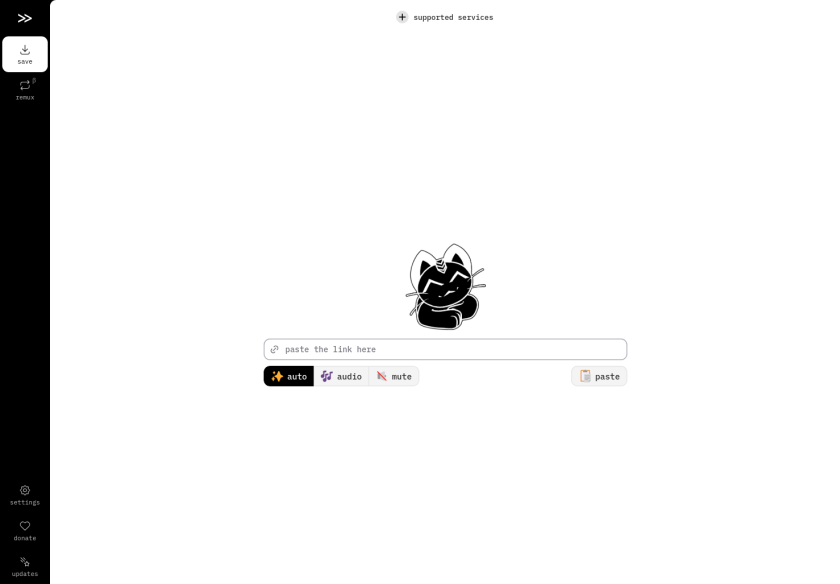 supported services
save
β
remux
paste the link here
auto audio mute paste
settings
donate
updates